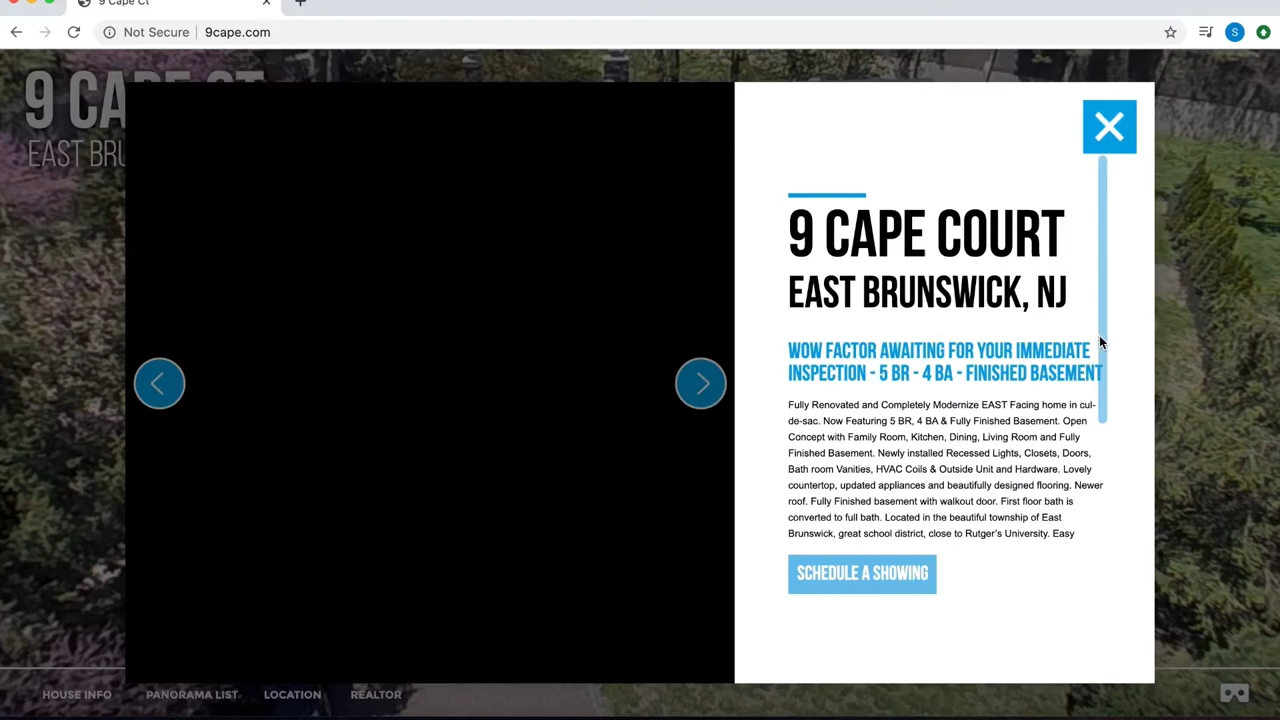 9 Cape Ct
Not Secure | 9cape.com
S
9 CA
EAST BRU
9 CAPE COURT
EAST BRUNSWICK, NJ
WOW FACTOR AWAITING FOR YOUR IMMEDIATE
INSPECTION - 5 BR - 4 BA - FINISHED BASEMENT
Fully Renovated and Completely Modernize EAST Facing home in cul-
de-sac. Now Featuring 5 BR, 4 BA & Fully Finished Basement. Open
Concept with Family Room, Kitchen, Dining, Living Room and Fully
Finished Basement. Newly installed Recessed Lights, Closets, Doors,
Bath room Vanities, HVAC Coils & Outside Unit and Hardware. Lovely
countertop, updated appliances and beautifully designed flooring. Newer
roof. Fully Finished basement with walkout door. First floor bath is
converted to full bath. Located in the beautiful township of East
Brunswick, great school district, close to Rutger's University. Easy
SCHEDULE A SHOWING
HOUSE INFO PANORAMA LIST LOCATION REALTOR